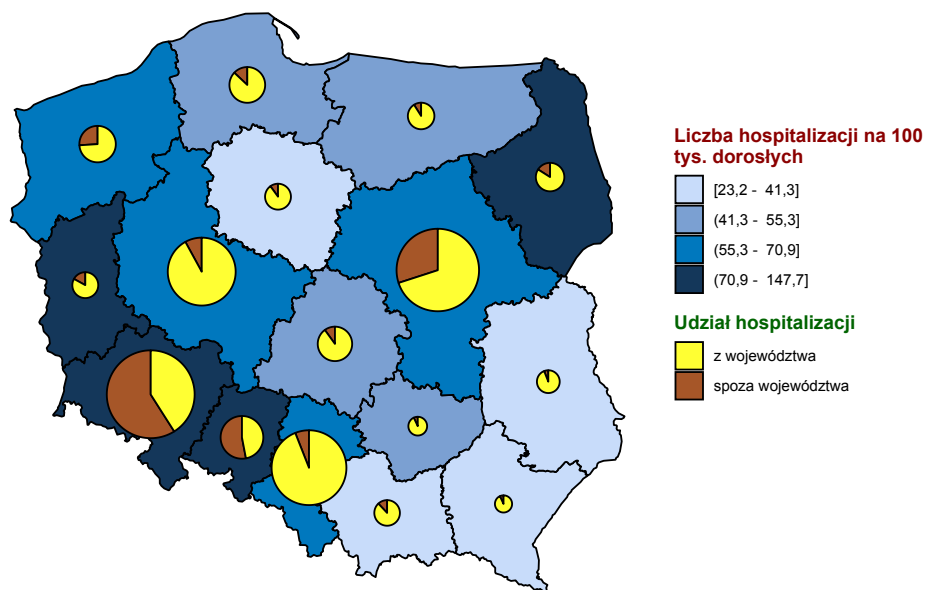 Liczba hospitalizacji na 100
tys. dorosłych
[23,2 - 41,3]
(41,3 - 55,3]
(55,3 - 70,9]
(70,9 - 147,7]
Udział hospitalizacji
z województwa
spoza województwa